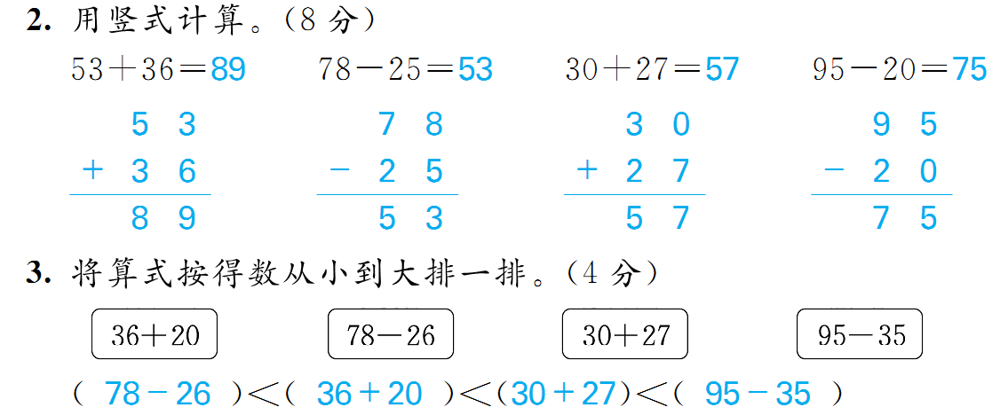 2. 用竖式计算。(8 分)
53+36=89 78-25=53 30+27=57 95-20=75
5 3 7 8 3 0 9 5
+ 3 6 - 2 5 + 2 7 - 2 0
8 9 5 3 5 7 7 5
3. 将算式按得数从小到大排一排。(4 分)
36+20 78-26 30+27 95-35
( 78-26 )<( 36+20 )<(30+27)<( 95-35 )